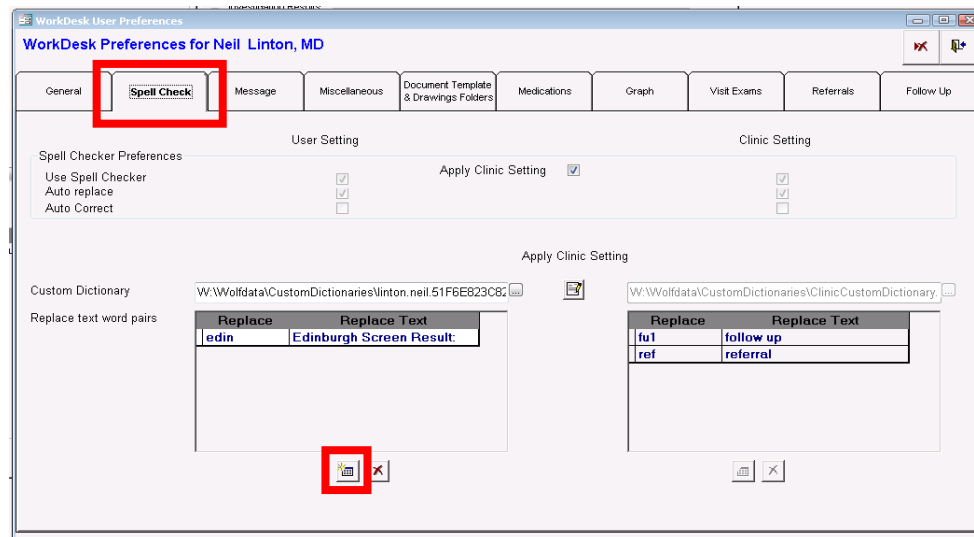 Investigation Results
WorkDesk User Preferences
WorkDesk Preferences for Neil Linton, MD
General
Spell Check
Message
Miscellaneous
Document Template
& Drawings Folders
Medications
Graph
Visit Exams
Referrals
Follow Up
User Setting
Clinic Setting
Spell Checker Preferences
Apply Clinic Setting
Use Spell Checker
Auto replace
Auto Correct
Apply Clinic Setting
Custom Dictionary
W:\Wolfdata\CustomDictionaries\linton.neil.51F6E823C82
...
W:\Wolfdata\CustomDictionaries\ClinicCustomDictionary.
...
Replace text word pairs
Replace Replace Text
edin Edinburgh Screen Result:
Replace Replace Text
fu1 follow up
ref referral